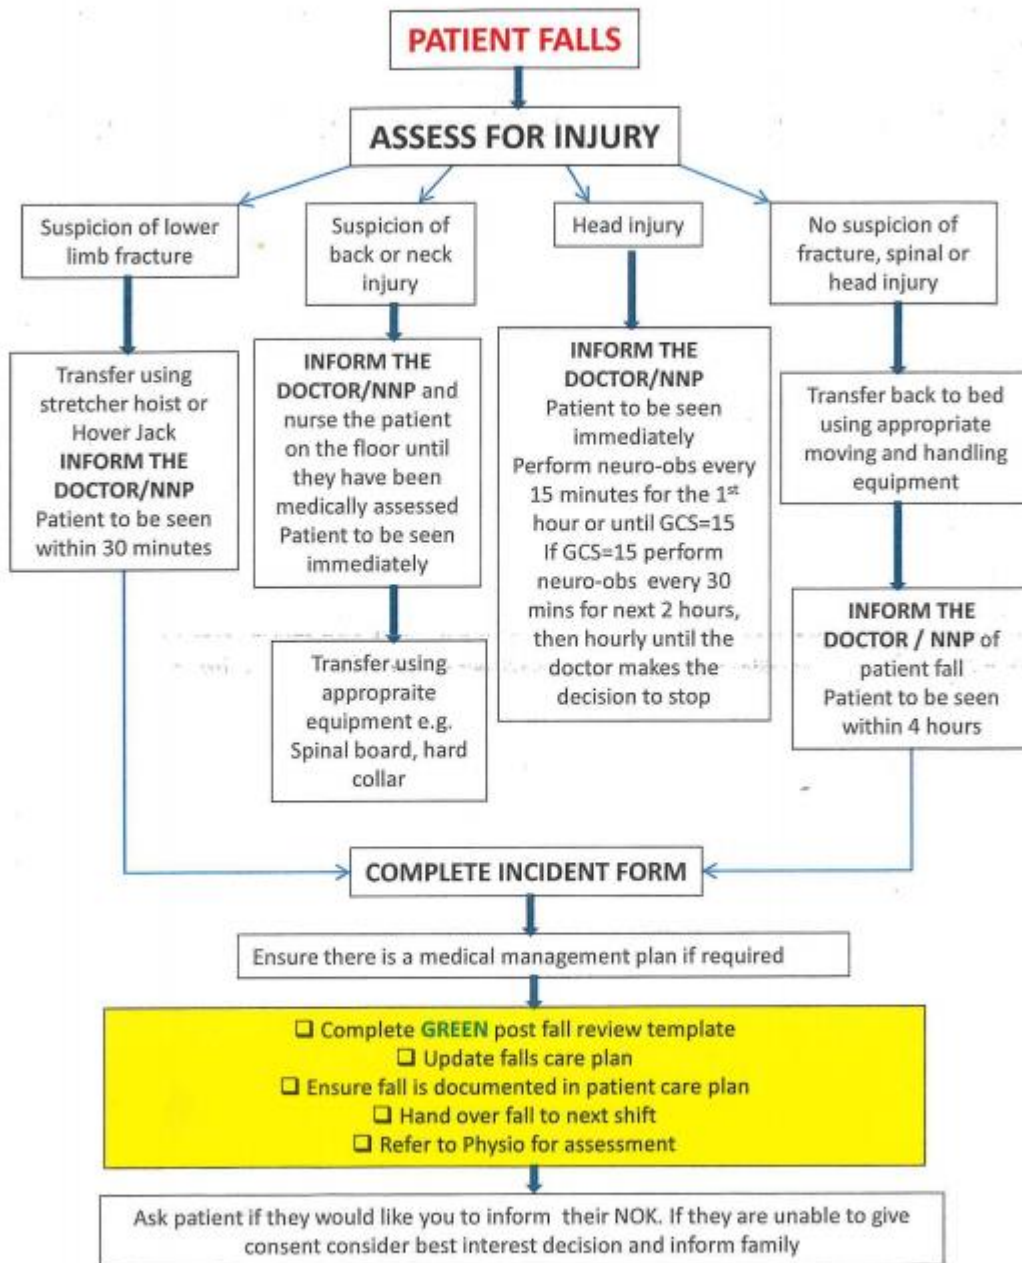 PATIENT FALLS
ASSESS FOR INJURY
Suspicion of lower
limb fracture
Suspicion of
back or neck
injury
Head injury
No suspicion of
fracture, spinal or
head injury
Transfer using
stretcher hoist or
Hover Jack
INFORM THE
DOCTOR/NNP
Patient to be seen
within 30 minutes
INFORM THE
DOCTOR/NNP and
nurse the patient
on the floor until
they have been
medically assessed
Patient to be seen
immediately
Transfer using
appropraite
equipment e.g.
Spinal board, hard
collar
INFORM THE
DOCTOR/NNP
Patient to be seen
immediately
Perform neuro-obs every
15 minutes for the 1st
hour or until GCS=15
If GCS=15 perform
neuro-obs every 30
mins for next 2 hours,
then hourly until the
doctor makes the
decision to stop
Transfer back to bed
using appropriate
moving and handling
equipment
INFORM THE
DOCTOR / NNP of
patient fall
Patient to be seen
within 4 hours
COMPLETE INCIDENT FORM
Ensure there is a medical management plan if required
❑ Complete GREEN post fall review template
❑ Update falls care plan
❑ Ensure fall is documented in patient care plan
❑ Hand over fall to next shift
❑ Refer to Physio for assessment
Ask patient if they would like you to inform their NOK. If they are unable to give
consent consider best interest decision and inform family